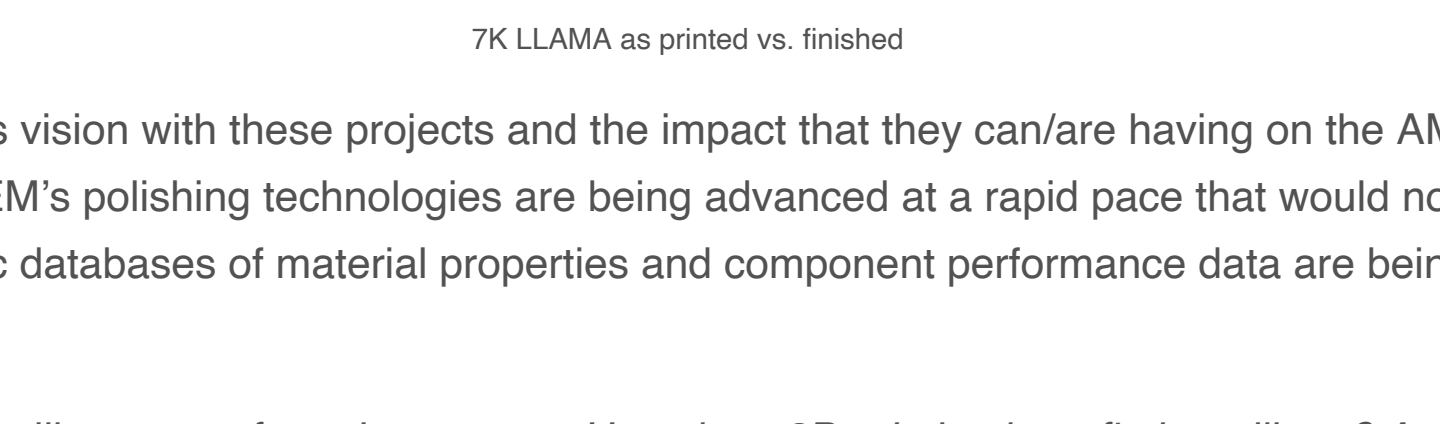 7K LLAMA as printed vs. finished
s vision with these projects and the impact that they can/are having on the AM
EM’s polishing technologies are being advanced at a rapid pace that would no
c databases of material properties and component performance data are bein